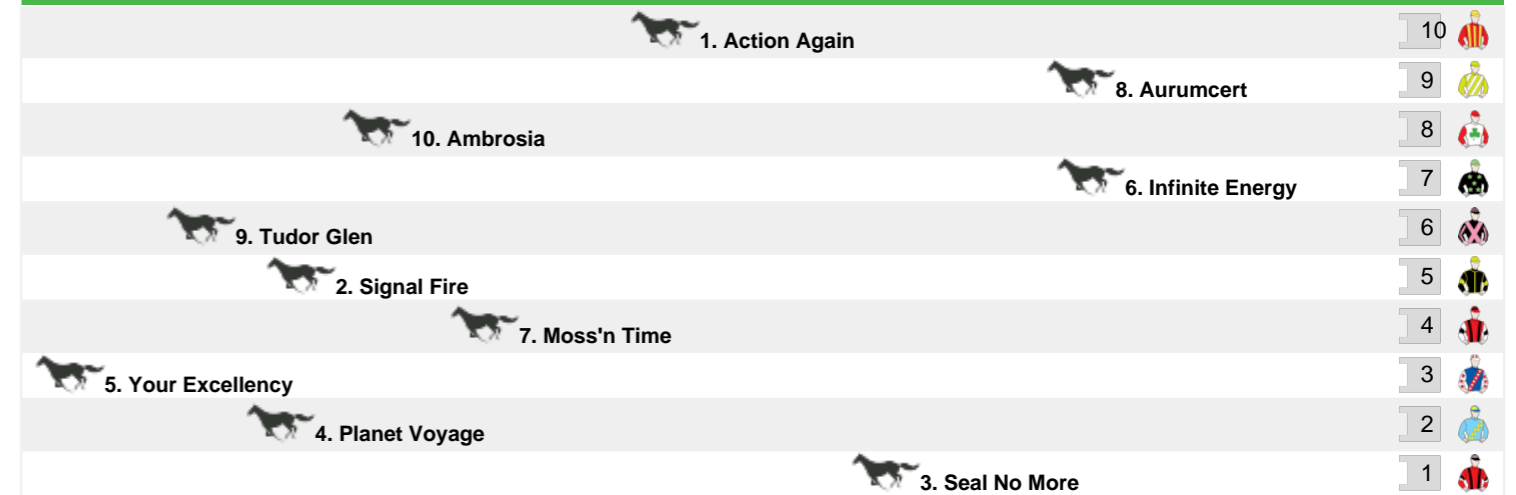 1. Action Again 10
8. Aurumcert 9
10. Ambrosia 8
6. Infinite Energy 7
9. Tudor Glen 6
2. Signal Fire 5
7. Moss'n Time 4
5. Your Excellency 3
4. Planet Voyage 2
3. Seal No More 1